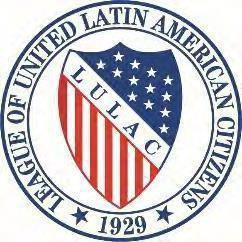 LEAGUE OF UNITED LATIN AMERICAN CITIZENS
LULAC
1929